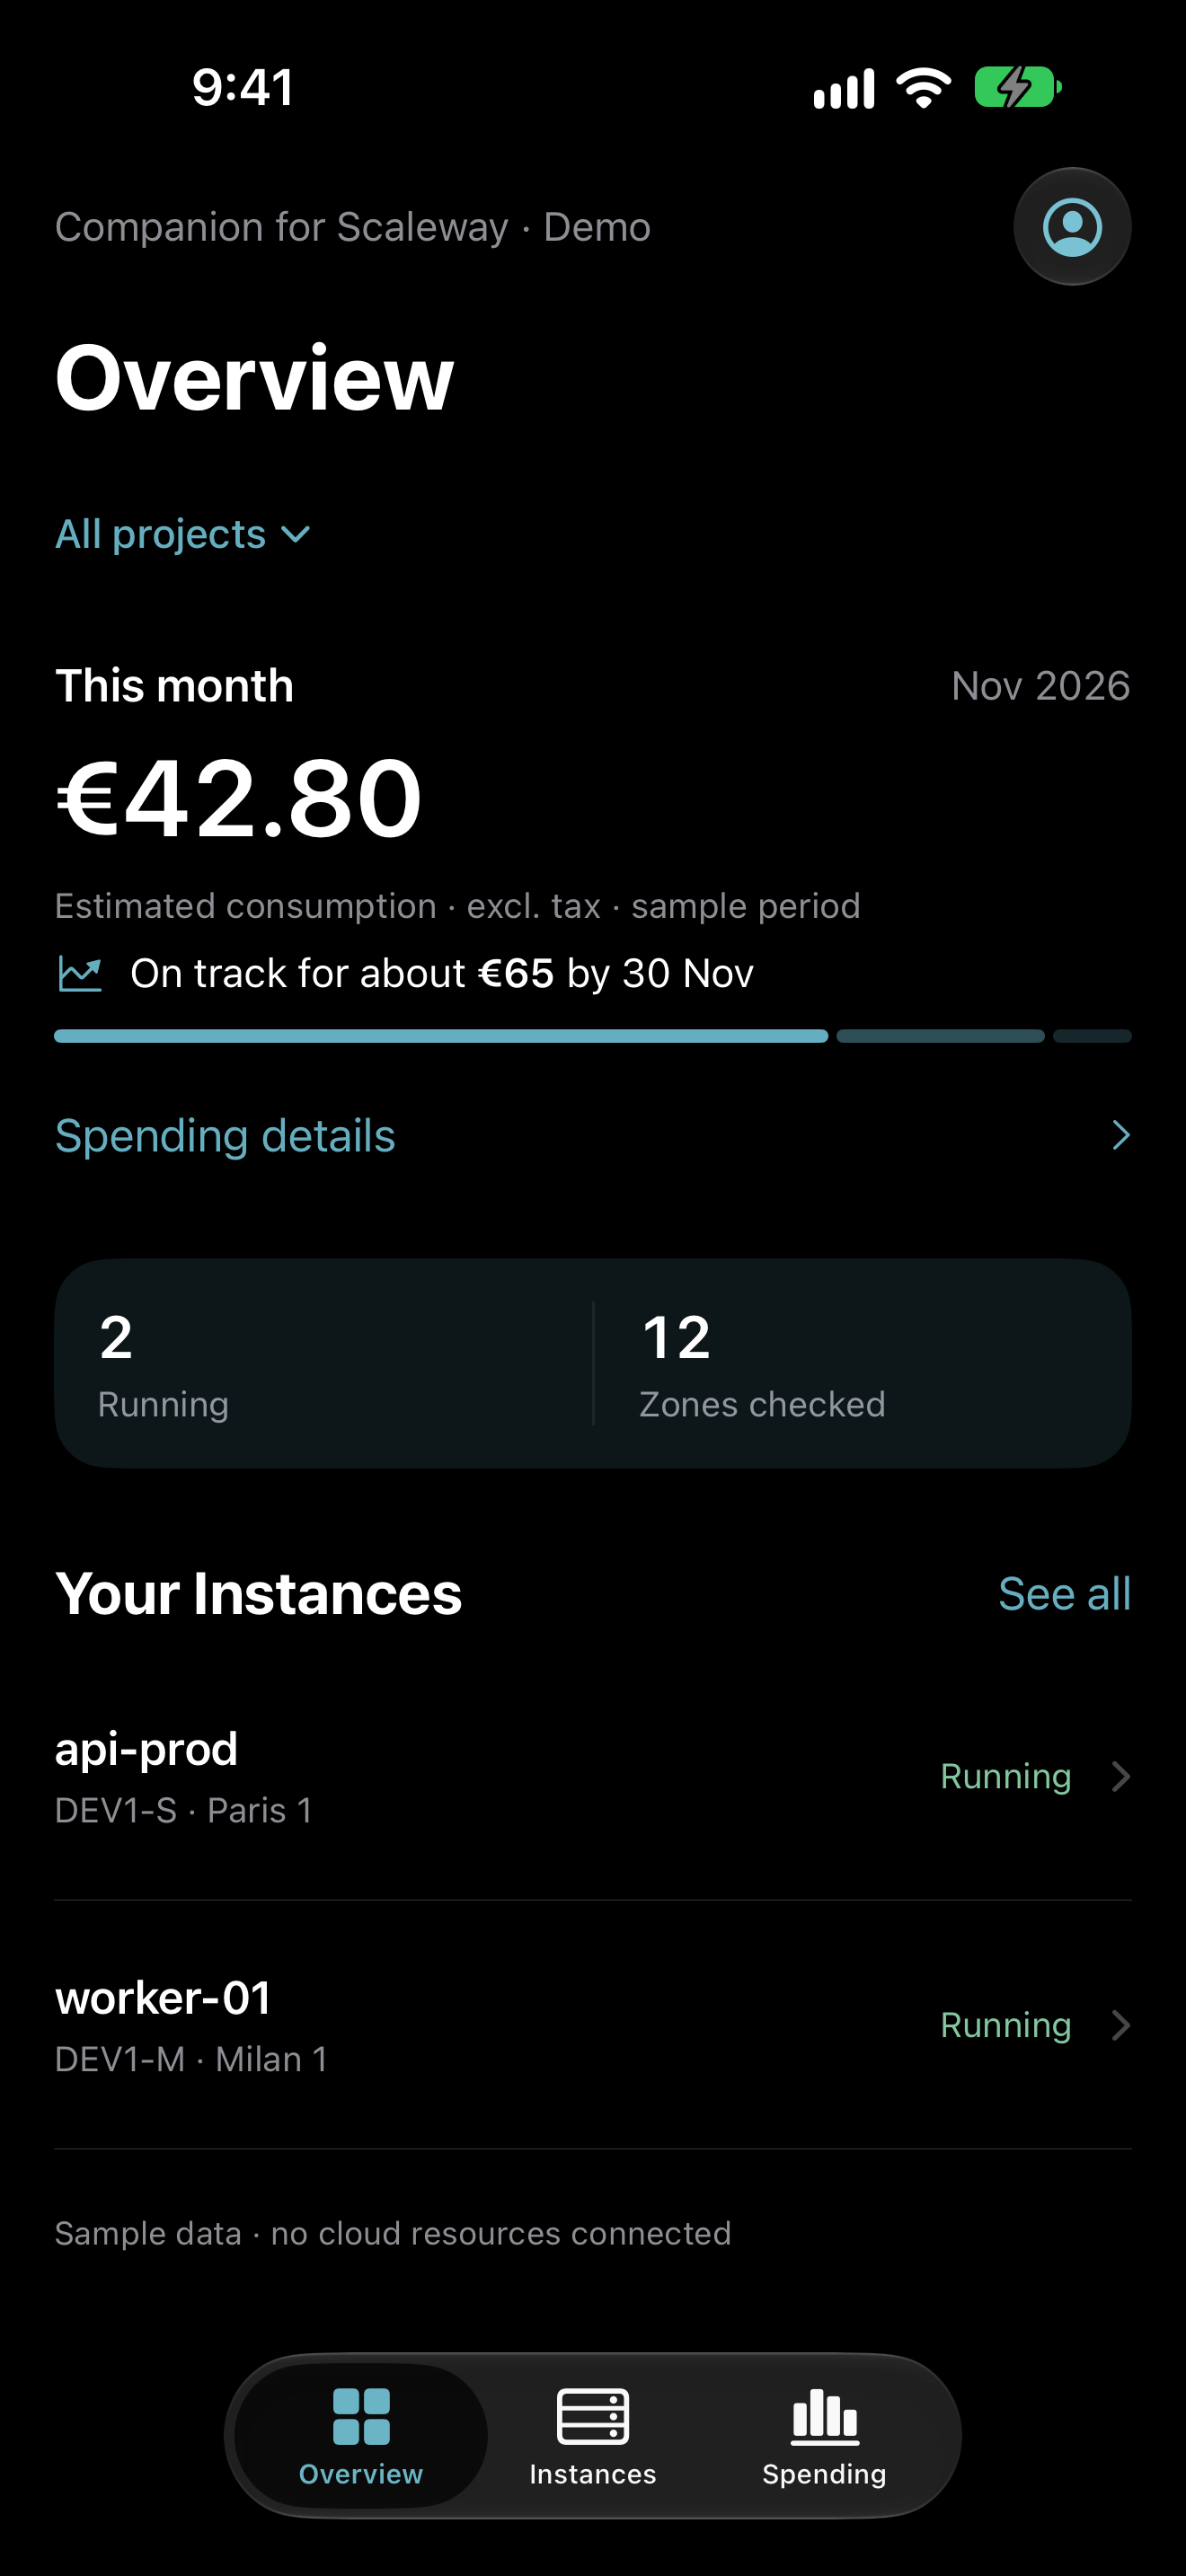 9:41
Companion for Scaleway · Demo
Overview
All projects
This month
Nov 2026
€42.80
Estimated consumption · excl. tax · sample period
On track for about €65 by 30 Nov
Spending details
2
Running
12
Zones checked
Your Instances
See all
api-prod
DEV1-S · Paris 1
Running
worker-01
DEV1-M · Milan 1
Running
Sample data · no cloud resources connected
Overview
Instances
Spending